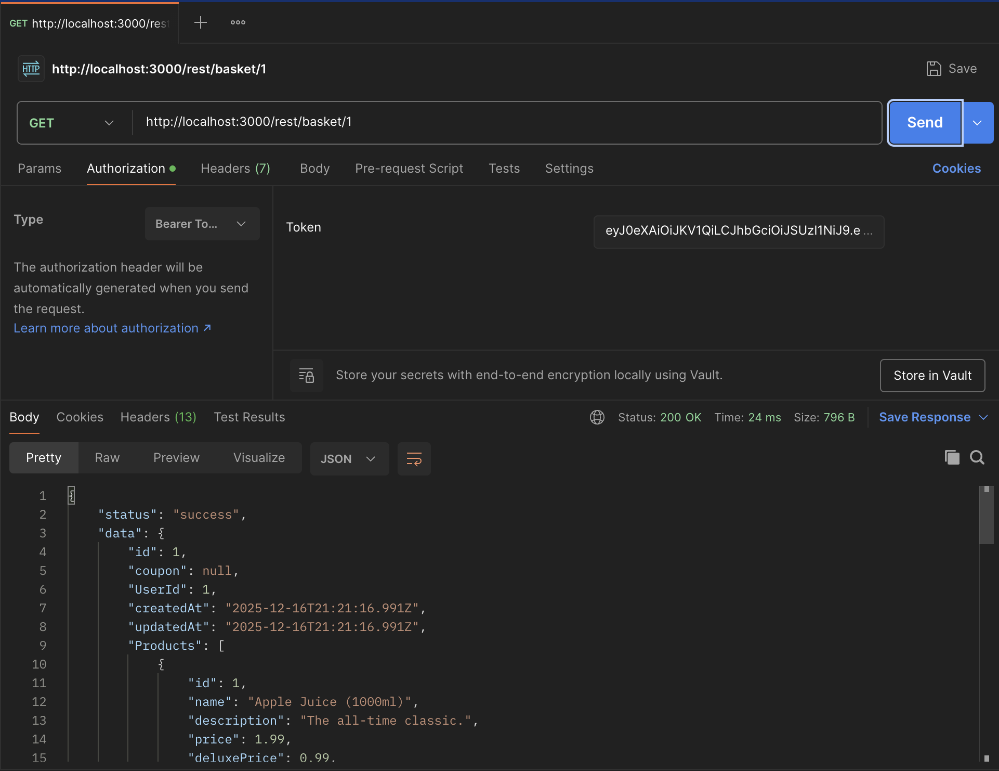 GET http://localhost:3000/rest
HTTP http://localhost:3000/rest/basket/1
Save
GET http://localhost:3000/rest/basket/1
Send
Params Authorization Headers (7) Body Pre-request Script Tests Settings Cookies
Type Bearer To...
Token eyJ0eXAiOiJKV1QiLCJhbGciOiJSUzI1NiJ9.e ...
The authorization header will be
automatically generated when you send
the request.
Learn more about authorization ↗
Store your secrets with end-to-end encryption locally using Vault.
Store in Vault
Body Cookies Headers (13) Test Results Status: 200 OK Time: 24 ms Size: 796 B Save Response
Pretty Raw Preview Visualize JSON
1 {
2 "status": "success",
3 "data": {
4 "id": 1,
5 "coupon": null,
6 "UserId": 1,
7 "createdAt": "2025-12-16T21:21:16.991Z",
8 "updatedAt": "2025-12-16T21:21:16.991Z",
9 "Products": [
10 {
11 "id": 1,
12 "name": "Apple Juice (1000ml)",
13 "description": "The all-time classic.",
14 "price": 1.99,
15 "deluxePrice": 0.99,